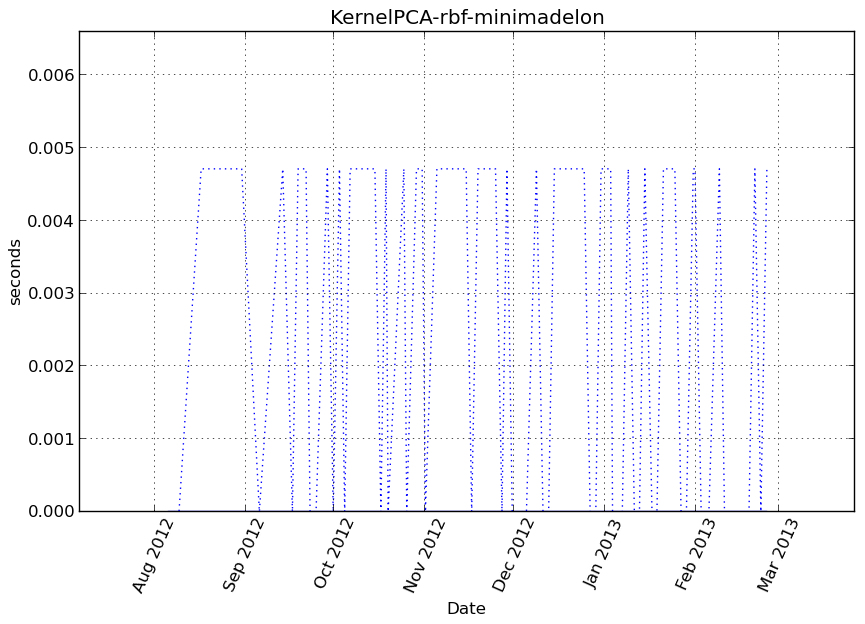 KernelPCA-rbf-minimadelon
0.006
0.005
0.004
0.003
0.002
0.001
0.000
seconds
Aug 2012
Sep 2012
Oct 2012
Nov 2012
Dec 2012
Jan 2013
Feb 2013
Mar 2013
Date